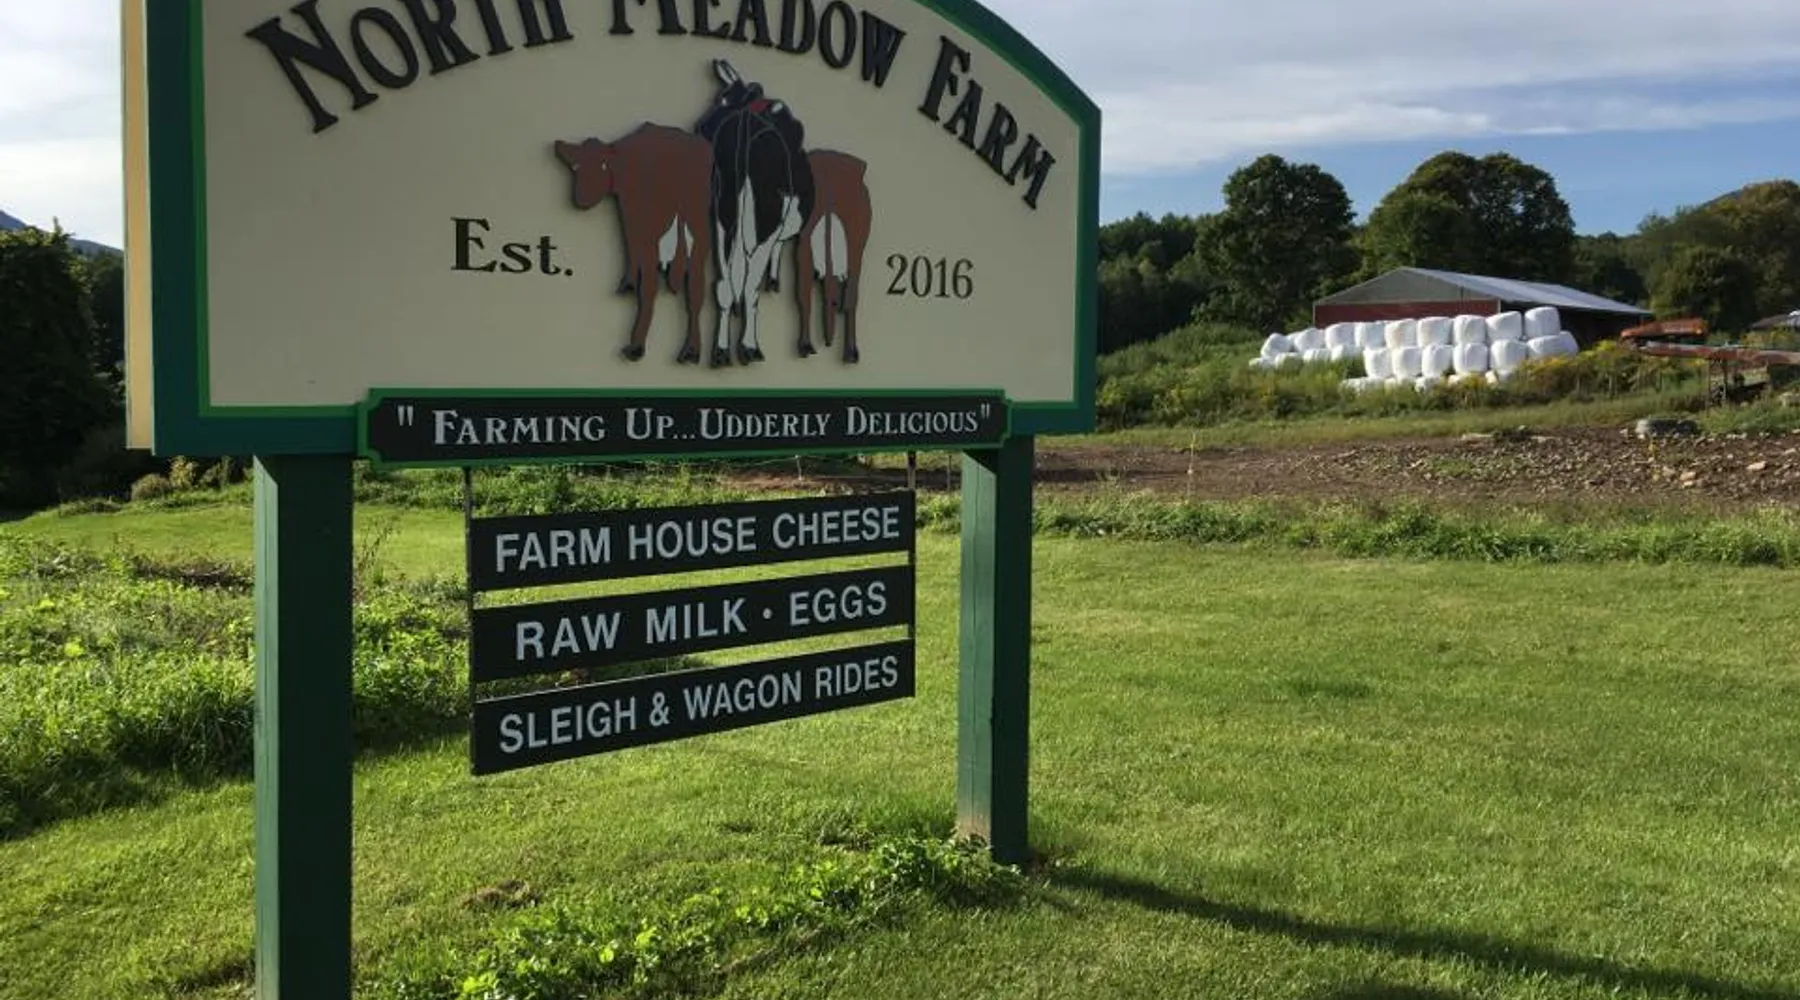 North Meadow Farm
Est. 2016
"Farming Up...Udderly Delicious"
FARM HOUSE CHEESE
RAW MILK • EGGS
SLEIGH & WAGON RIDES